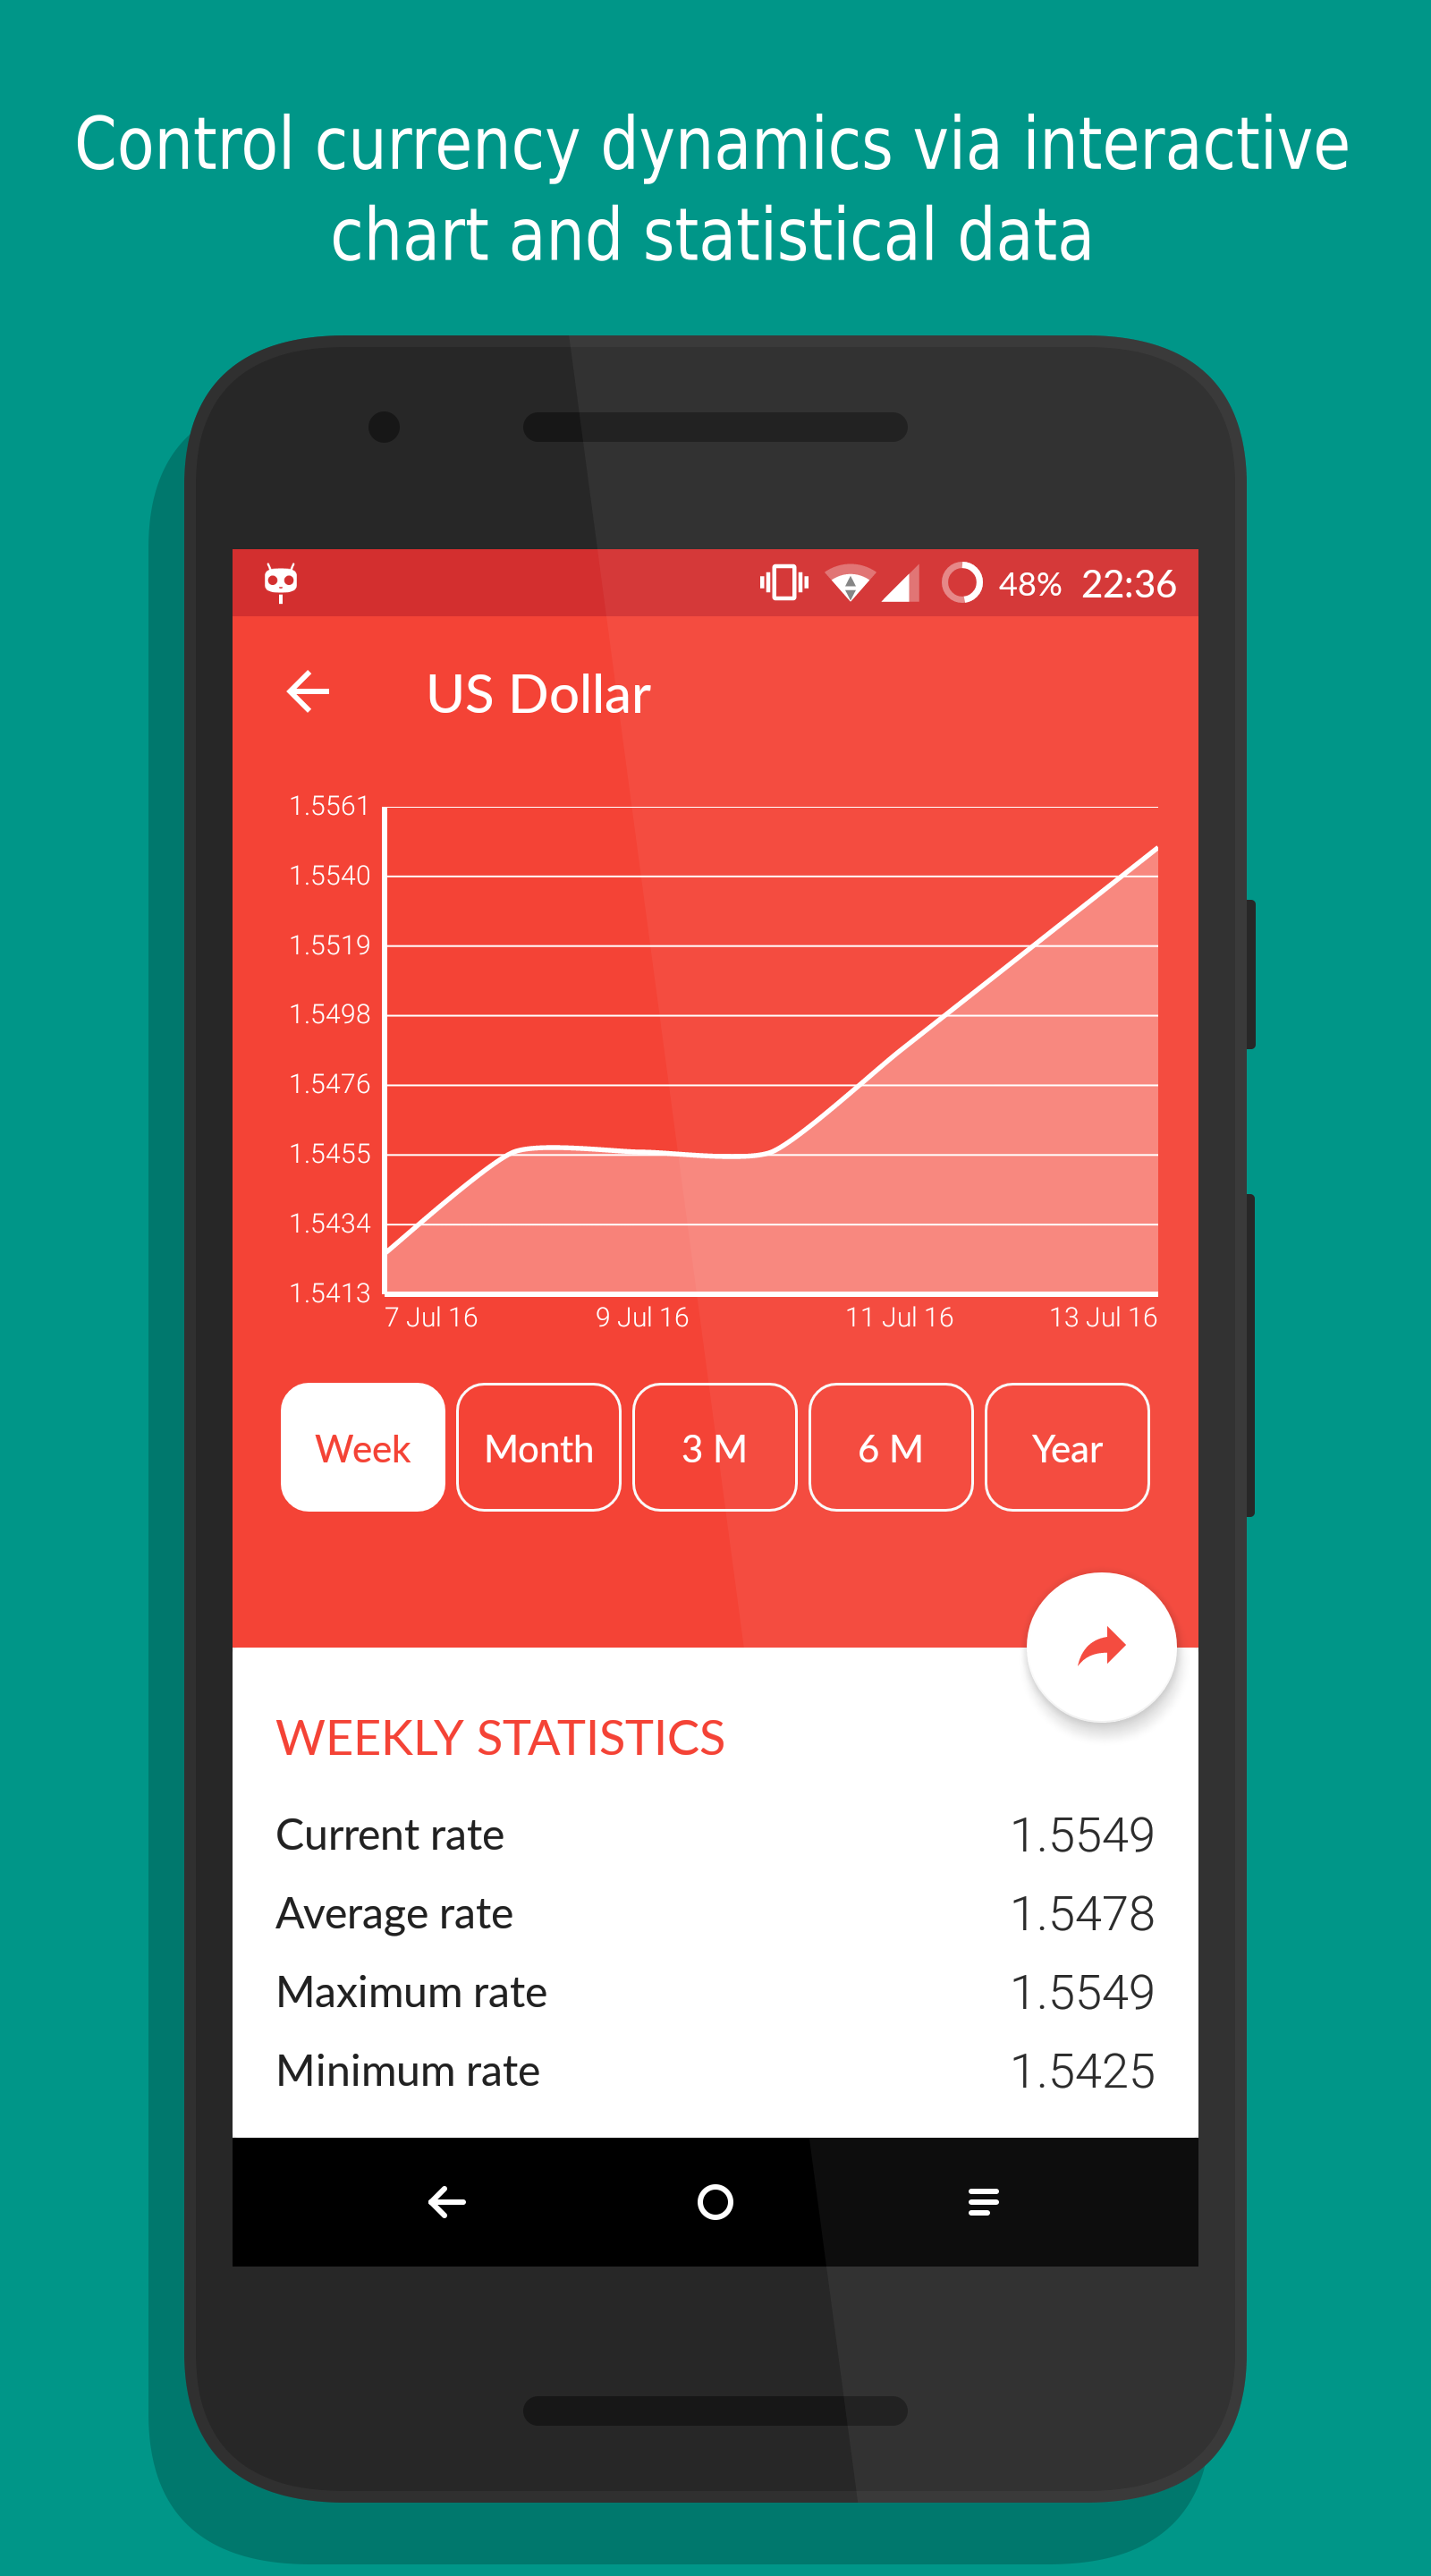 Control currency dynamics via interactive
chart and statistical data
48% 22:36
US Dollar
1.5561
1.5540
1.5519
1.5498
1.5476
1.5455
1.5434
1.5413
7 Jul 16 9 Jul 16 11 Jul 16 13 Jul 16
Week Month 3 M 6 M Year
WEEKLY STATISTICS
Current rate 1.5549
Average rate 1.5478
Maximum rate 1.5549
Minimum rate 1.5425